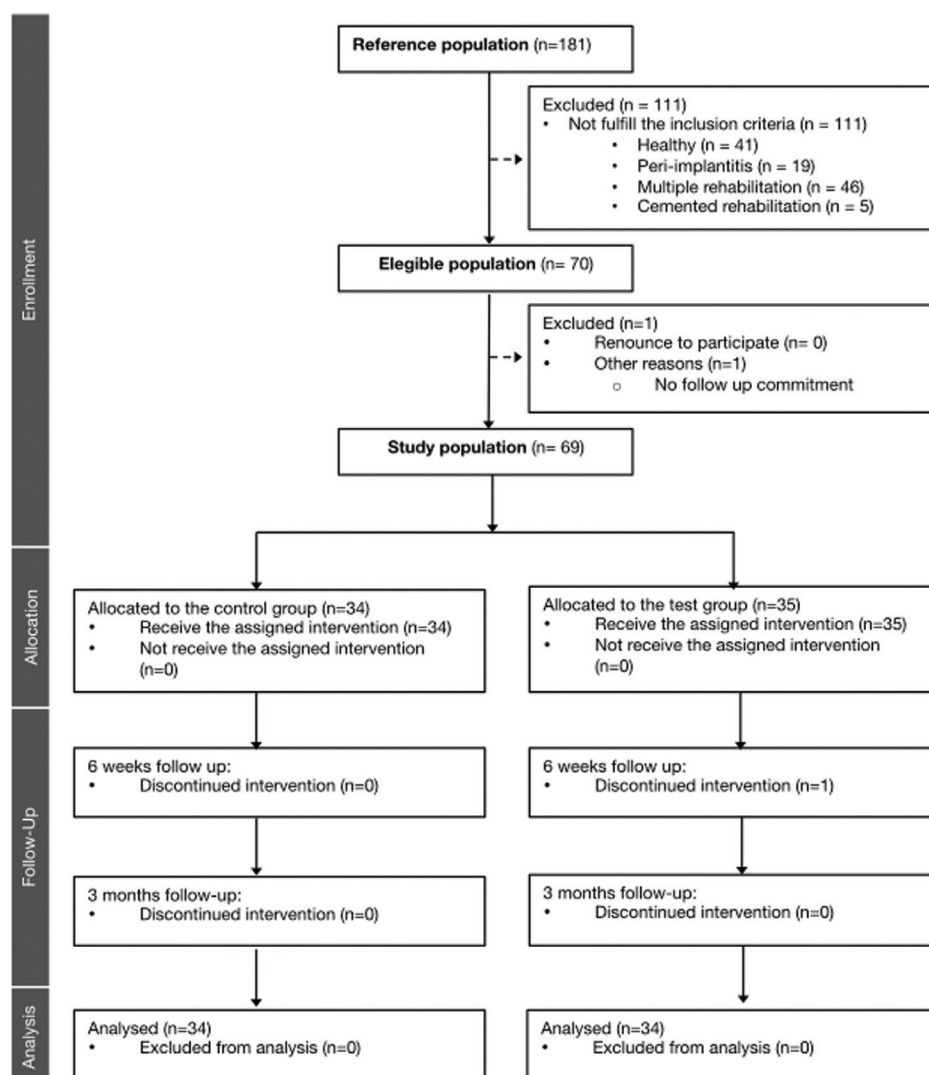 Enrollment
Reference population (n=181)
Excluded (n = 111)
• Not fulfill the inclusion criteria (n = 111)
• Healthy (n = 41)
• Peri-implantitis (n = 19)
• Multiple rehabilitation (n = 46)
• Cemented rehabilitation (n = 5)
Elegible population (n= 70)
Excluded (n=1)
• Renounce to participate (n= 0)
• Other reasons (n=1)
o No follow up commitment
Study population (n= 69)
Allocation
Allocated to the control group (n=34)
• Receive the assigned intervention (n=34)
• Not receive the assigned intervention
(n=0)
Allocated to the test group (n=35)
• Receive the assigned intervention (n=35)
• Not receive the assigned intervention
(n=0)
Follow-Up
6 weeks follow up:
• Discontinued intervention (n=0)
6 weeks follow up:
• Discontinued intervention (n=1)
3 months follow-up:
• Discontinued intervention (n=0)
3 months follow-up:
• Discontinued intervention (n=0)
Analysis
Analysed (n=34)
• Excluded from analysis (n=0)
Analysed (n=34)
• Excluded from analysis (n=0)